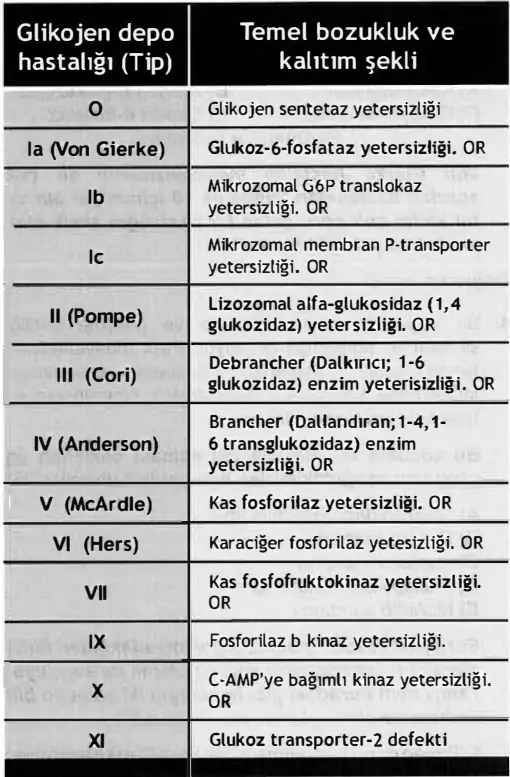 Glikojen depo
hastalığı (Tip)
Temel bozukluk ve
kalıtım şekli
O
Glikojen sentetaz yetersizliği
Ia (Von Gierke)
Glukoz-6-fosfataz yetersizliği. OR
Ib
Mikrozomal G6P translokaz
yetersizliği. OR
Ic
Mikrozomal membran P-transporter
yetersizliği. OR
II (Pompe)
Lizozomal alfa-glukosidaz (1,4
glukozidaz) yetersizliği. OR
III (Cori)
Debrancher (Dalkırıcı; 1-6
glukozidaz) enzim yeterisizliği. OR
IV (Anderson)
Brancher (Dallandıran;1-4,1-
6 transglukozidaz) enzim
yetersizliği. OR
V (McArdle)
Kas fosforilaz yetersizliği. OR
VI (Hers)
Karaciğer fosforilaz yetesizliği. OR
VII
Kas fosfofruktokinaz yetersizliği.
OR
IX
Fosforilaz b kinaz yetersizliği.
X
C-AMP'ye bağımlı kinaz yetersizliği.
OR
XI
Glukoz transporter-2 defekti